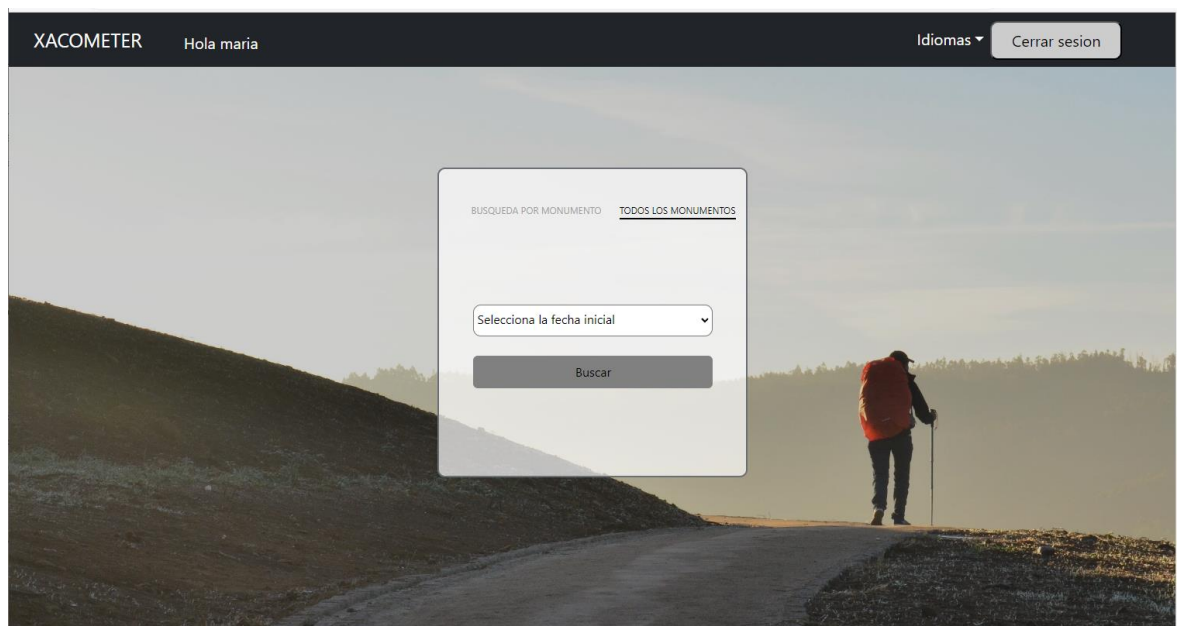 XACOMETER Hola maria Idiomas Cerrar sesion
BUSQUEDA POR MONUMENTO TODOS LOS MONUMENTOS
Selecciona la fecha inicial
Buscar